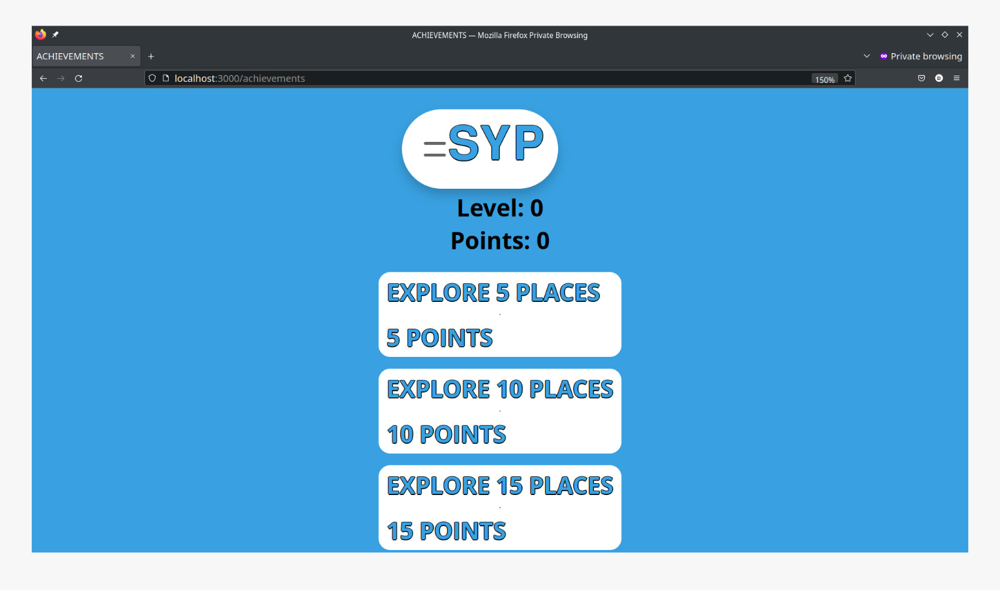 ACHIEVEMENTS — Mozilla Firefox Private Browsing
ACHIEVEMENTS
Private browsing
localhost:3000/achievements
150%
D
=SYP
Level: 0
Points: 0
EXPLORE 5 PLACES
.
5 POINTS
EXPLORE 10 PLACES
.
10 POINTS
EXPLORE 15 PLACES
.
15 POINTS